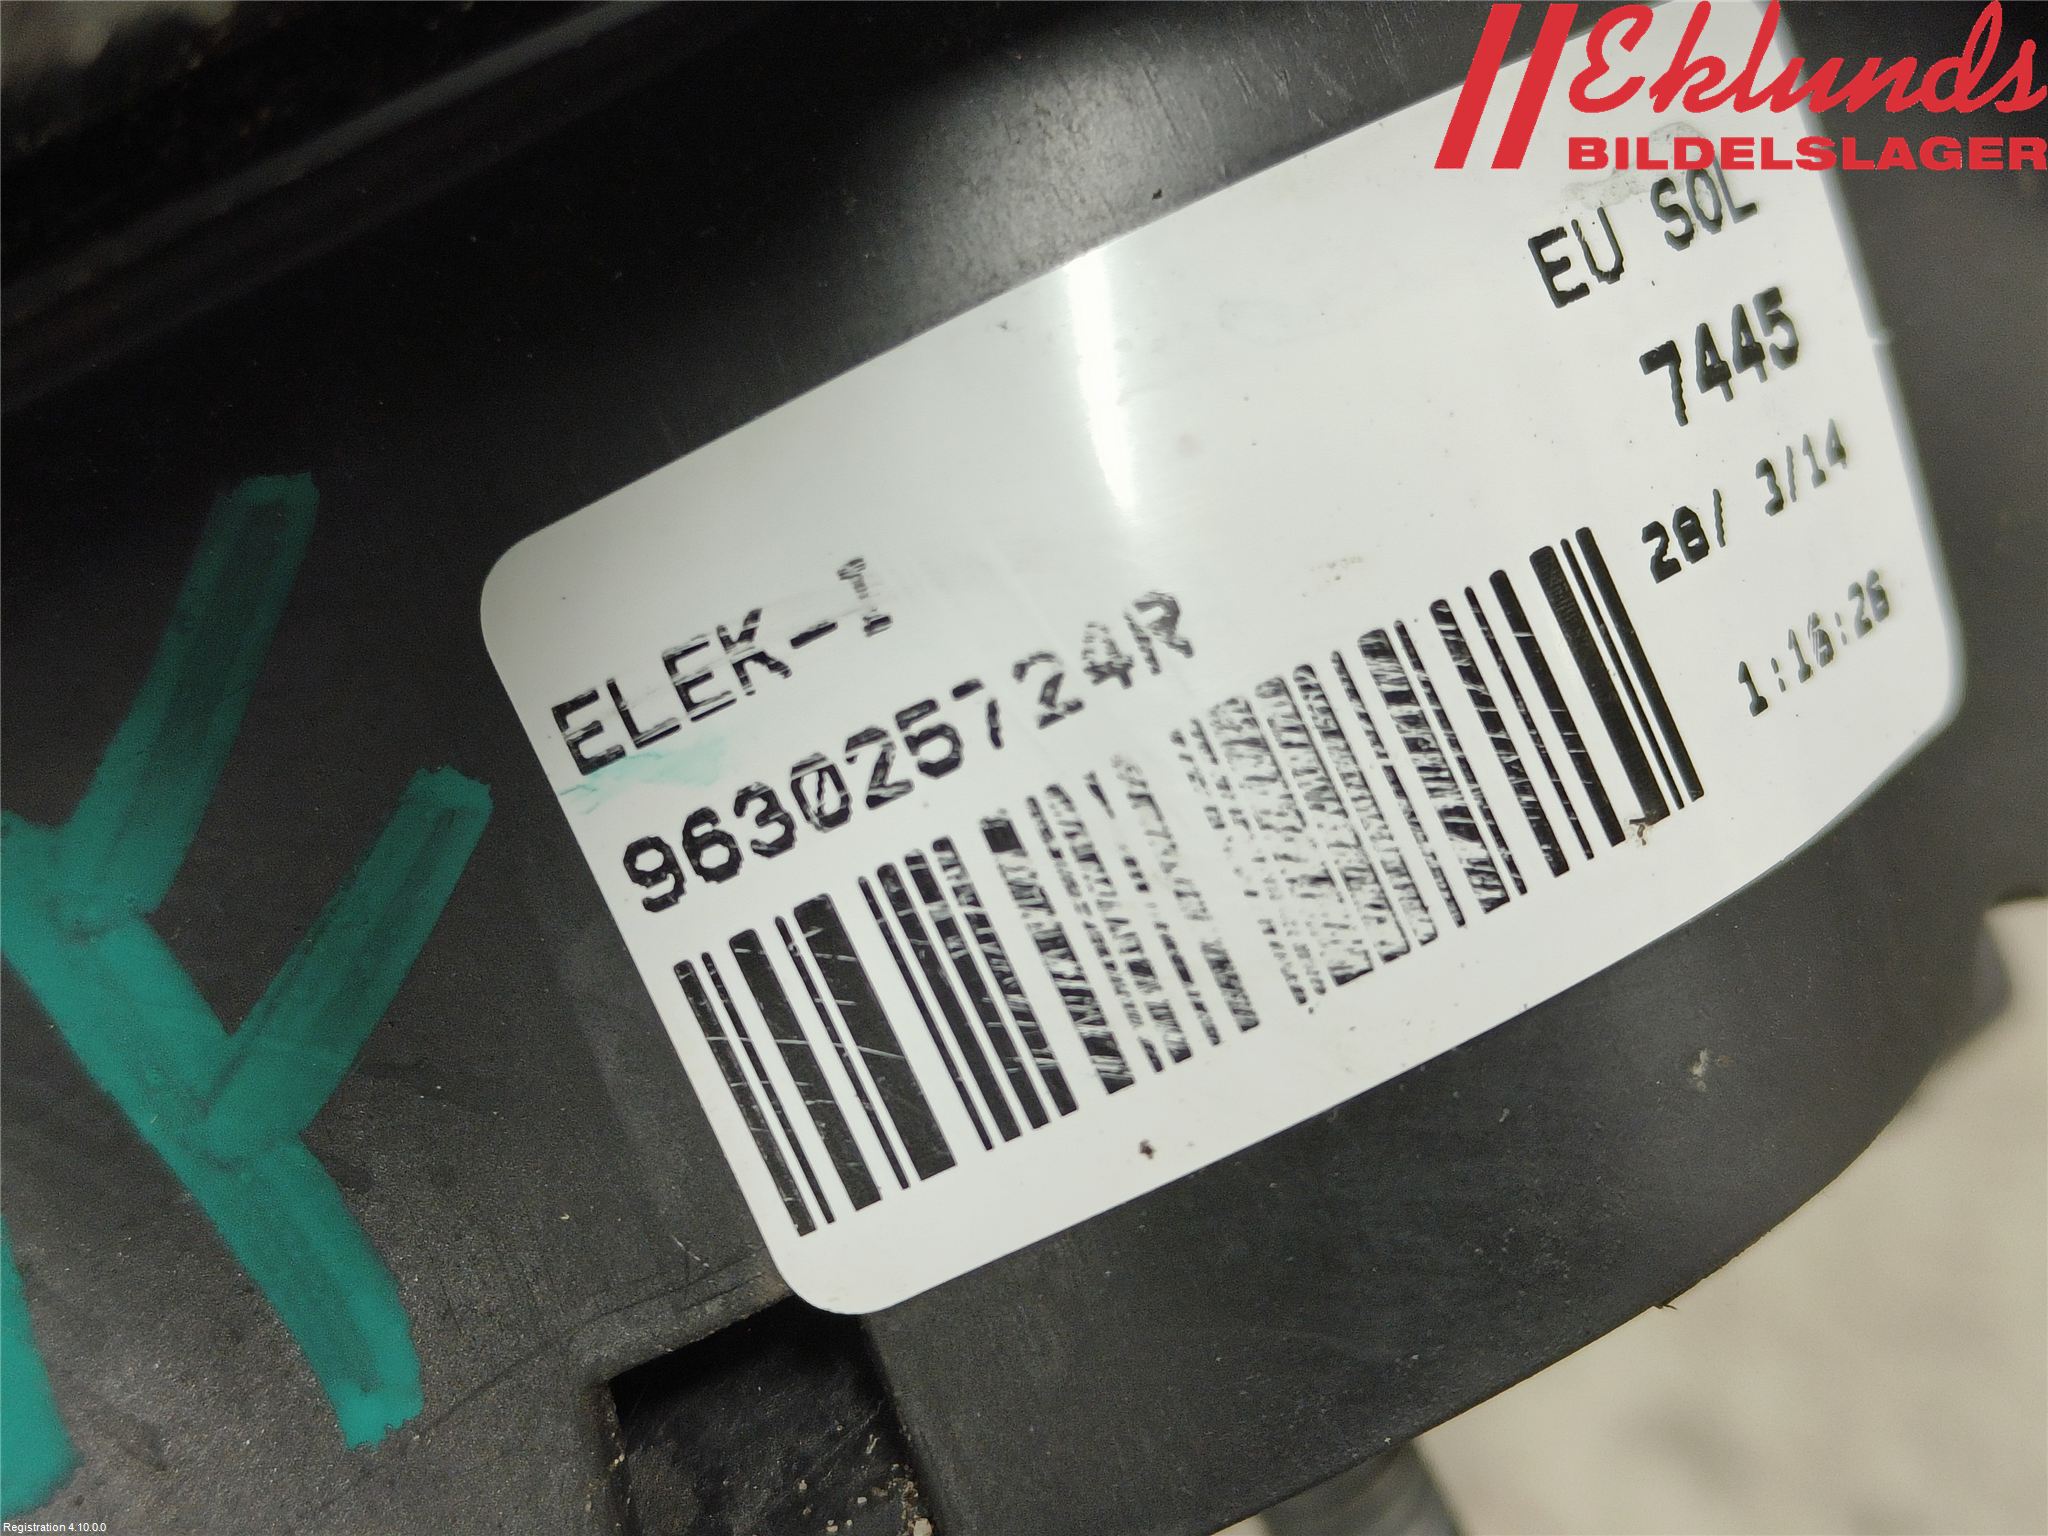 Eklunds
BILDELSLAGER
EU SOL
7445
28/ 3/14
1:16:26
ELEK-I
963025724R
Registration 4.10.0.0